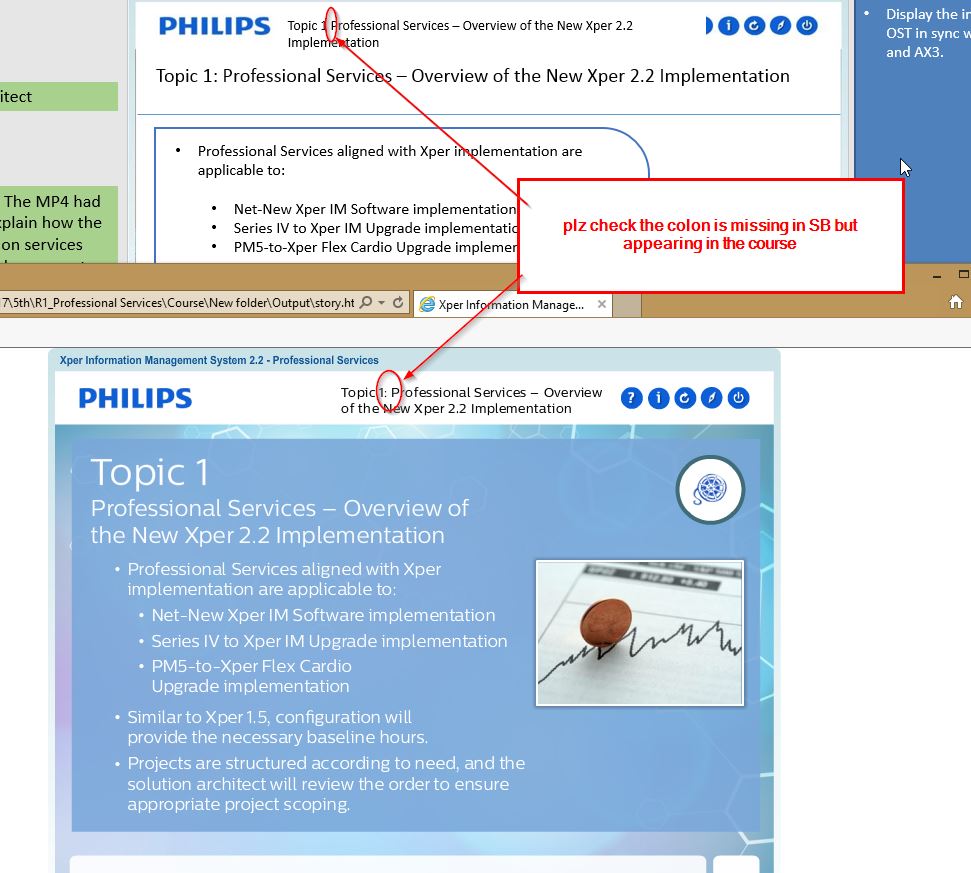 PHILIPS
Topic 1 Professional Services – Overview of the New Xper 2.2
Implementation
Topic 1: Professional Services – Overview of the New Xper 2.2 Implementation
• Display the in
OST in sync w
and AX3.
itect
The MP4 had
xplain how the
on services
• Professional Services aligned with Xper implementation are
applicable to:
• Net-New Xper IM Software implementation
• Series IV to Xper IM Upgrade implementatio
• PM5-to-Xper Flex Cardio Upgrade implemen
plz check the colon is missing in SB but
appearing in the course
17\5th\R1_Professional Services\Course\New folder\Output\story.ht
Xper Information Manage...
Xper Information Management System 2.2 - Professional Services
PHILIPS
Topic 1: Professional Services – Overview
of the New Xper 2.2 Implementation
Topic 1
Professional Services – Overview of
the New Xper 2.2 Implementation
• Professional Services aligned with Xper
implementation are applicable to:
• Net-New Xper IM Software implementation
• Series IV to Xper IM Upgrade implementation
• PM5-to-Xper Flex Cardio
Upgrade implementation
• Similar to Xper 1.5, configuration will
provide the necessary baseline hours.
• Projects are structured according to need, and the
solution architect will review the order to ensure
appropriate project scoping.